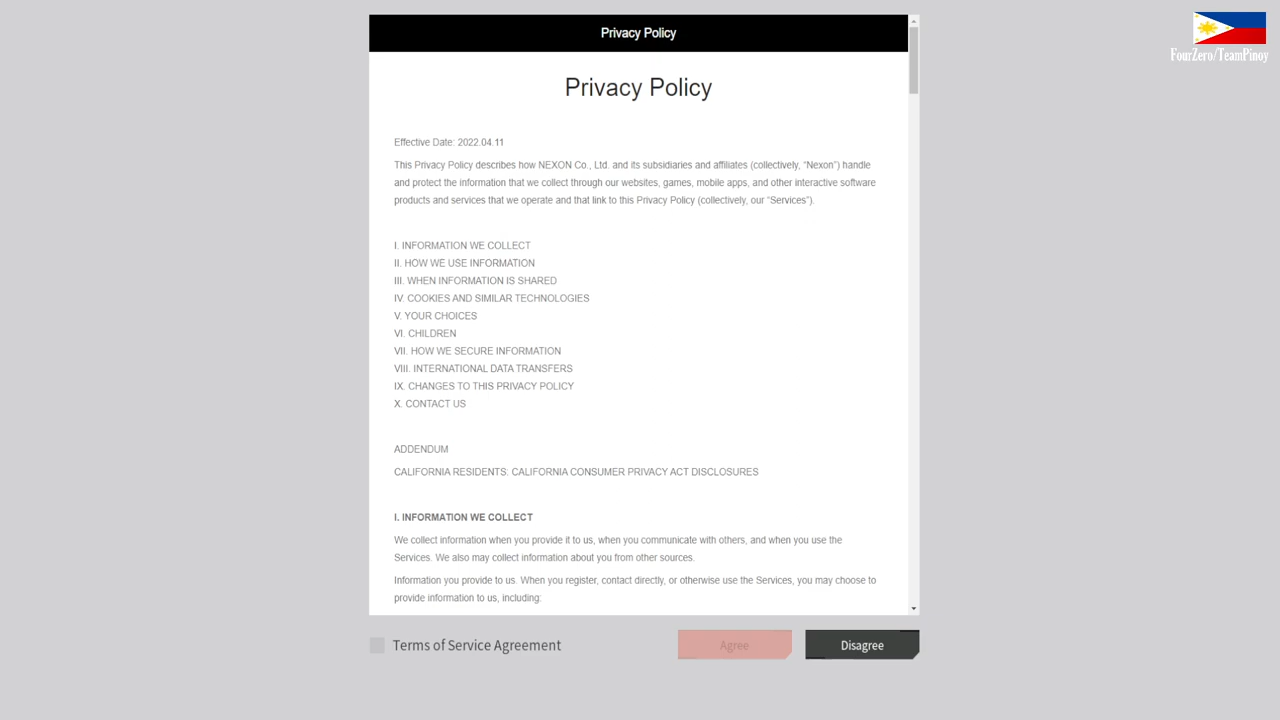 Privacy Policy
FourZero/TeamPinoy
Privacy Policy
Effective Date: 2022.04.11
This Privacy Policy describes how NEXON Co., Ltd. and its subsidiaries and affiliates (collectively, “Nexon”) handle
and protect the information that we collect through our websites, games, mobile apps, and other interactive software
products and services that we operate and that link to this Privacy Policy (collectively, our “Services”).
I. INFORMATION WE COLLECT
II. HOW WE USE INFORMATION
III. WHEN INFORMATION IS SHARED
IV. COOKIES AND SIMILAR TECHNOLOGIES
V. YOUR CHOICES
VI. CHILDREN
VII. HOW WE SECURE INFORMATION
VIII. INTERNATIONAL DATA TRANSFERS
IX. CHANGES TO THIS PRIVACY POLICY
X. CONTACT US
ADDENDUM
CALIFORNIA RESIDENTS: CALIFORNIA CONSUMER PRIVACY ACT DISCLOSURES
I. INFORMATION WE COLLECT
We collect information when you provide it to us, when you communicate with others, and when you use the
Services. We also may collect information about you from other sources.
Information you provide to us. When you register, contact directly, or otherwise use the Services, you may choose to
provide information to us, including:
Terms of Service Agreement
Agree
Disagree